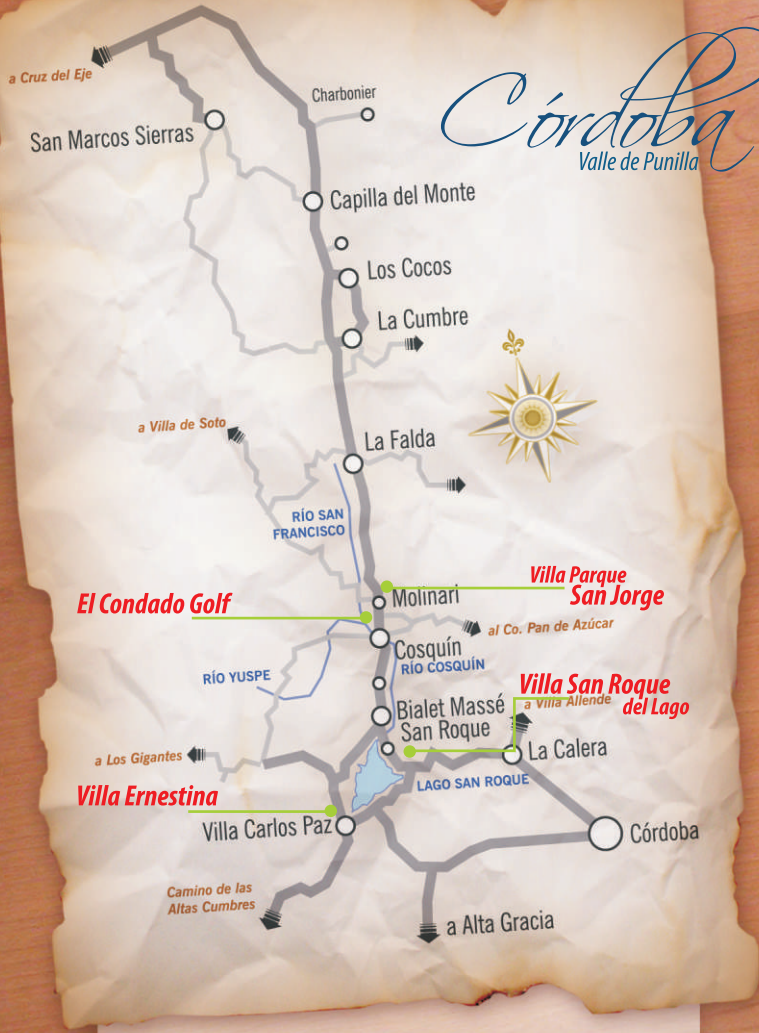 Córdoba
Valle de Punilla
a Cruz del Eje
Charbonier
San Marcos Sierras
Capilla del Monte
Los Cocos
La Cumbre
a Villa de Soto
La Falda
RÍO SAN
FRANCISCO
Villa Parque
San Jorge
El Condado Golf
Molinari
al Co. Pan de Azúcar
Cosquín
RÍO COSQUÍN
RÍO YUSPE
Villa San Roque
del Lago
a Villa Allende
Bialet Massé
San Roque
a Los Gigantes
La Calera
LAGO SAN ROQUE
Villa Ernestina
Villa Carlos Paz
Córdoba
Camino de las
Altas Cumbres
a Alta Gracia